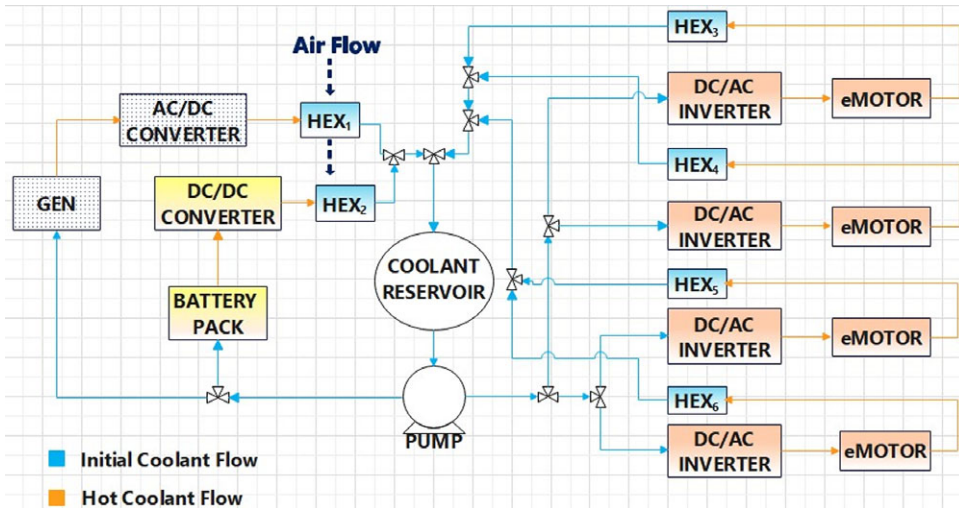 HEX3
Air Flow
DC/AC
INVERTER
eMOTOR
AC/DC
CONVERTER
HEX1
HEX4
GEN
DC/DC
CONVERTER
HEX2
DC/AC
INVERTER
eMOTOR
COOLANT
RESERVOIR
HEX5
BATTERY
PACK
DC/AC
INVERTER
eMOTOR
HEX6
PUMP
DC/AC
INVERTER
eMOTOR
Initial Coolant Flow
Hot Coolant Flow